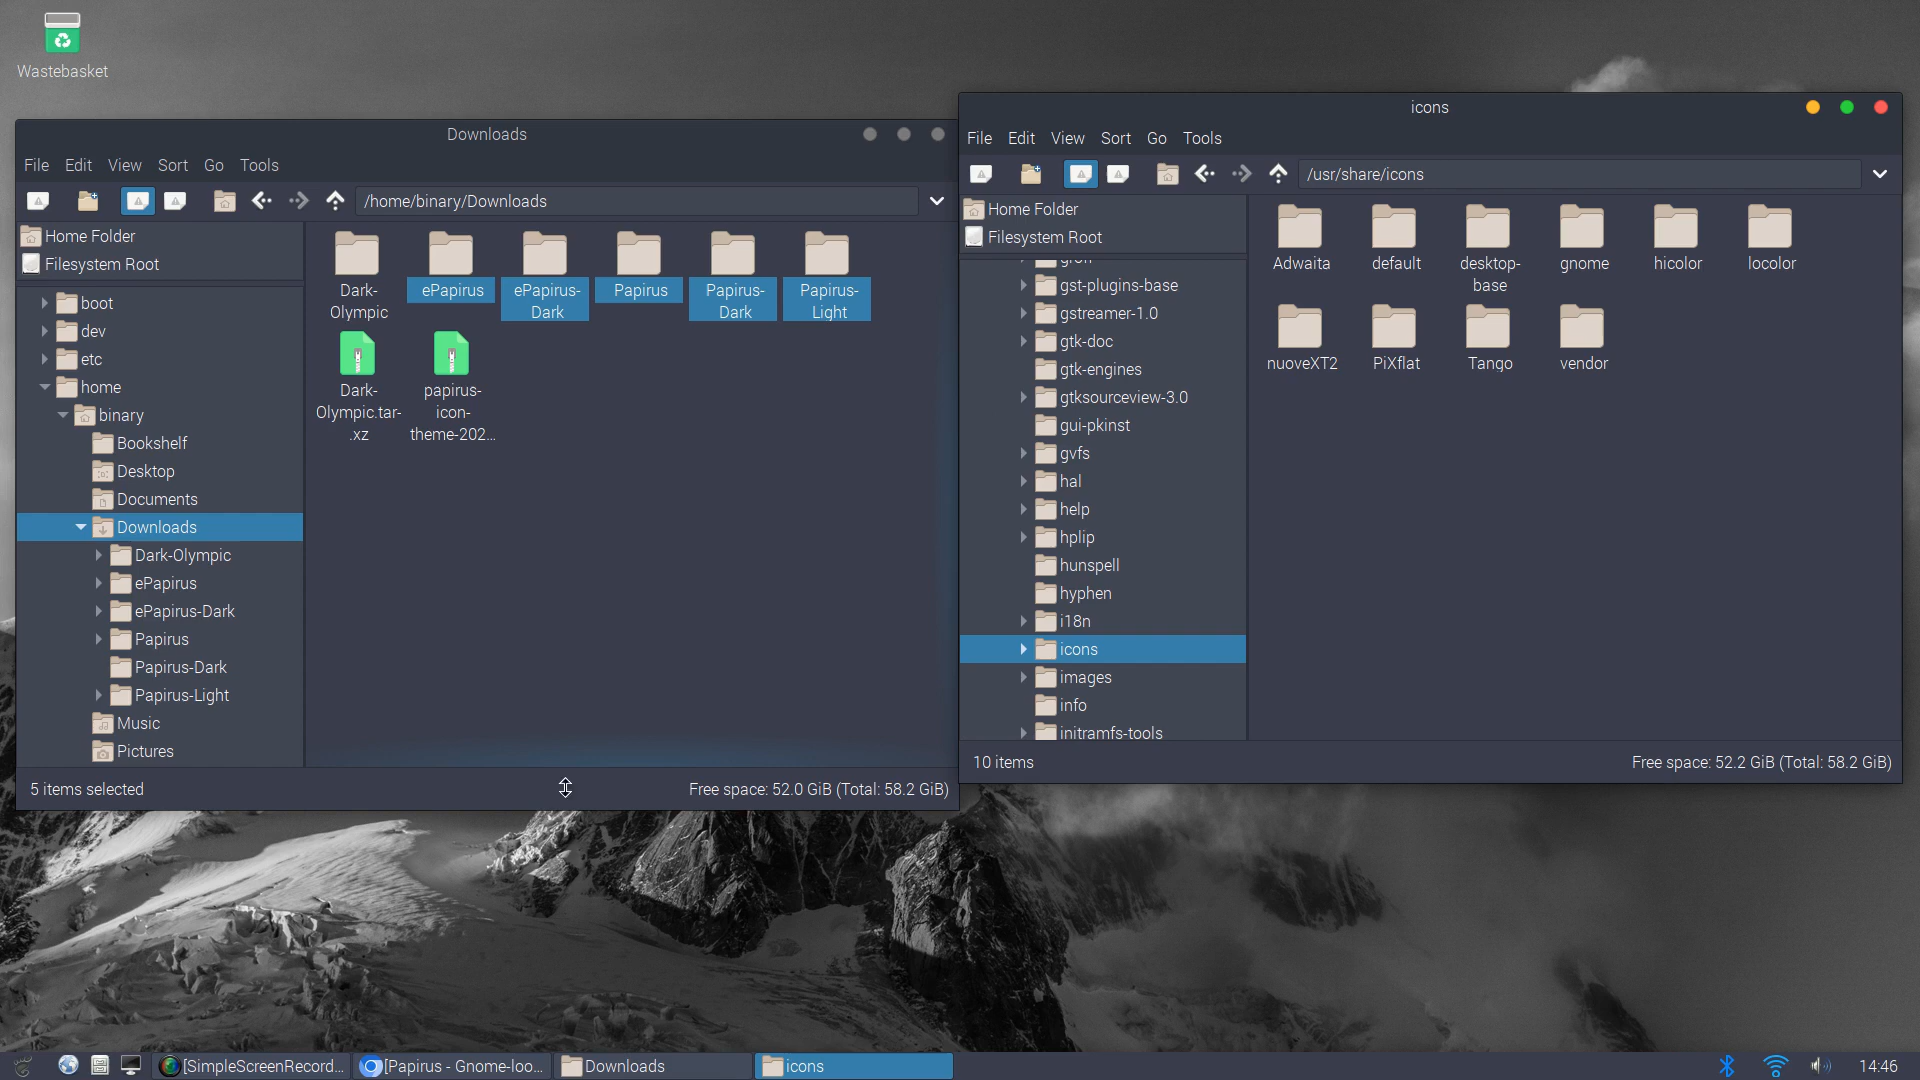 Wastebasket
Downloads
File Edit View Sort Go Tools
/home/binary/Downloads
Home Folder
Filesystem Root
boot
dev
etc
home
binary
Bookshelf
Desktop
Documents
Downloads
Dark-Olympic
ePapirus
ePapirus-Dark
Papirus
Papirus-Dark
Papirus-Light
Music
Pictures
Dark-
Olympic
ePapirus
ePapirus-
Dark
Papirus
Papirus-
Dark
Papirus-
Light
Dark-
Olympic.tar-
.xz
papirus-
icon-
theme-202...
5 items selected
Free space: 52.0 GiB (Total: 58.2 GiB)
icons
File Edit View Sort Go Tools
/usr/share/icons
Home Folder
Filesystem Root
gst-plugins-base
gstreamer-1.0
gtk-doc
gtk-engines
gtksourceview-3.0
gui-pkinst
gvfs
hal
help
hplip
hunspell
hyphen
i18n
icons
images
info
initramfs-tools
Adwaita
default
desktop-
base
gnome
hicolor
locolor
nuoveXT2
PiXflat
Tango
vendor
10 items
Free space: 52.2 GiB (Total: 58.2 GiB)
[SimpleScreenRecord...
[Papirus - Gnome-loo...
Downloads
icons
14:46